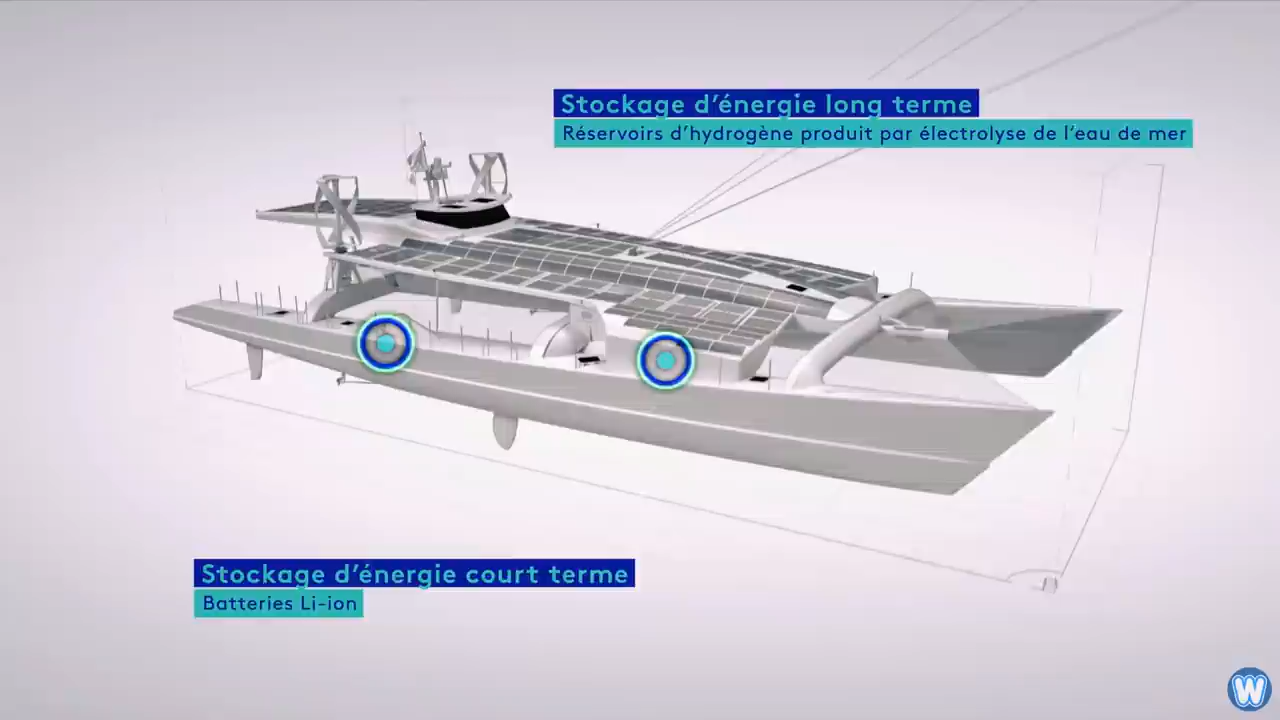 Stockage d'énergie long terme
Réservoirs d'hydrogène produit par électrolyse de l'eau de mer
Stockage d'énergie court terme
Batteries Li-ion
W